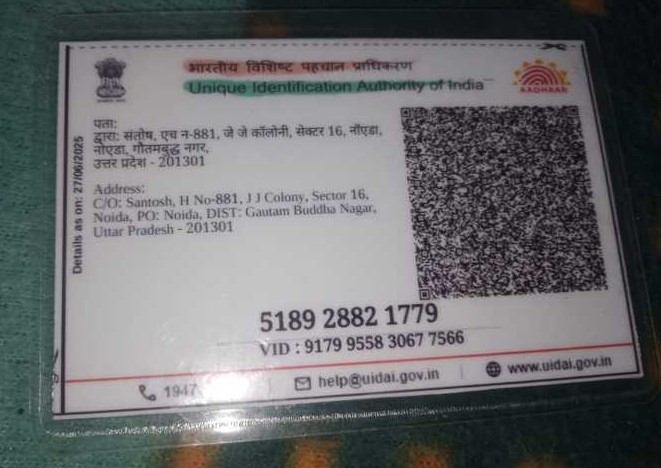 भारतीय विशिष्ट पहचान प्राधिकरण
Unique Identification Authority of India
AADHAAR
Details as on: 27/06/2025
पता:
द्वारा: संतोष, एच न-881, जे जे कॉलोनी, सेक्टर 16, नॉएडा,
नोएडा, गौतमबुद्ध नगर,
उत्तर प्रदेश - 201301
Address:
C/O: Santosh, H No-881, J J Colony, Sector 16,
Noida, PO: Noida, DIST: Gautam Buddha Nagar,
Uttar Pradesh - 201301
5189 2882 1779
VID : 9179 9558 3067 7566
1947
help@uidai.gov.in
www.uidai.gov.in